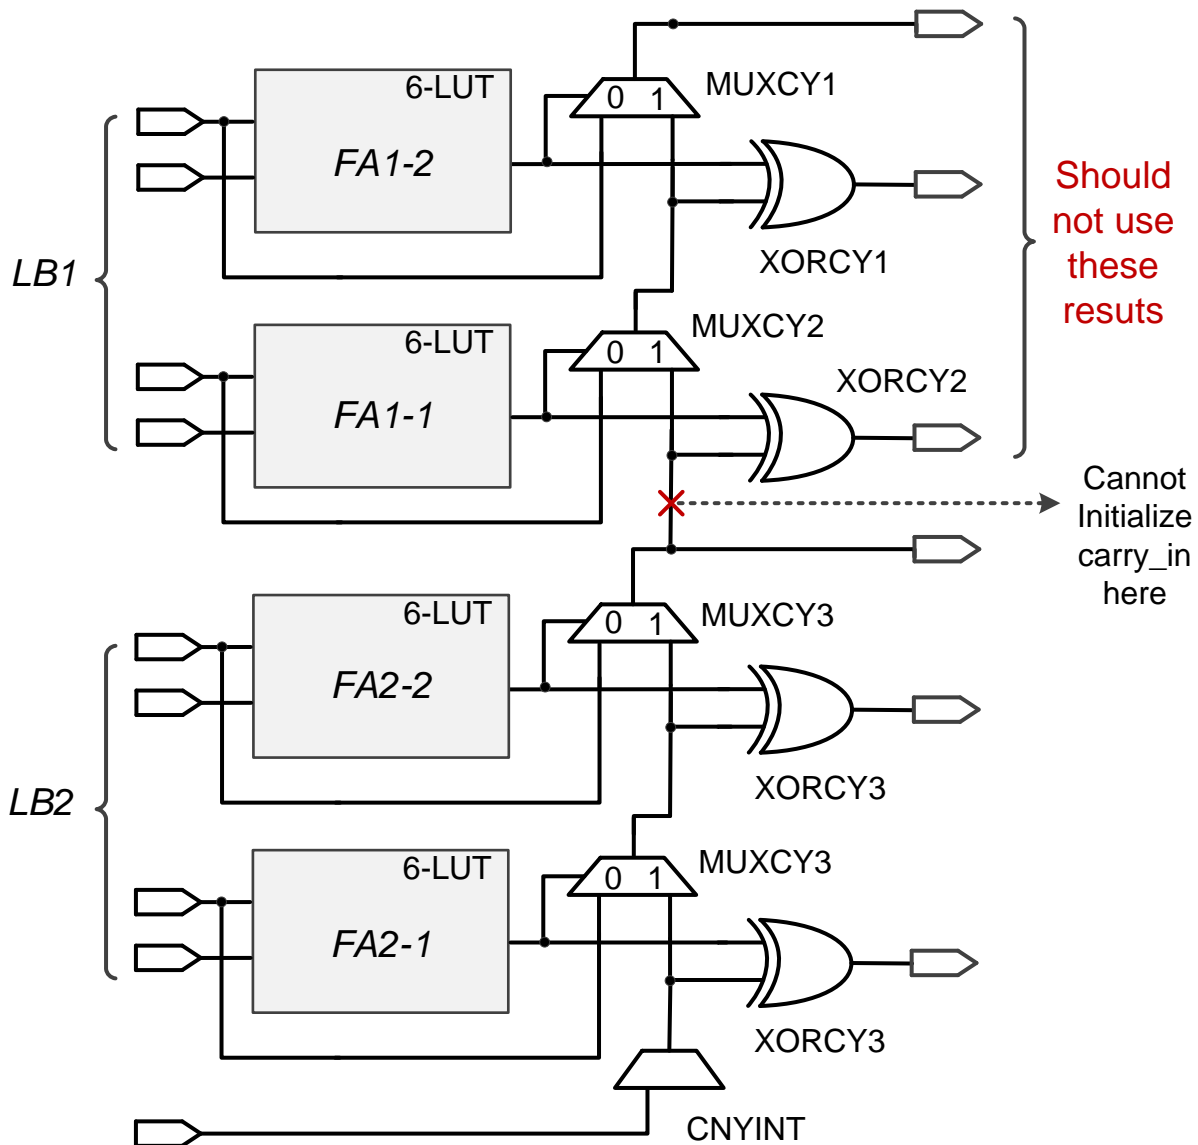 6-LUT
MUXCY1
0 1
FA1-2
Should
not use
these
resuts
LB1
XORCY1
6-LUT
MUXCY2
0 1
XORCY2
FA1-1
Cannot
Initialize
carry_in
here
6-LUT
MUXCY3
0 1
FA2-2
LB2
XORCY3
6-LUT
MUXCY3
0 1
FA2-1
XORCY3
CNYINT